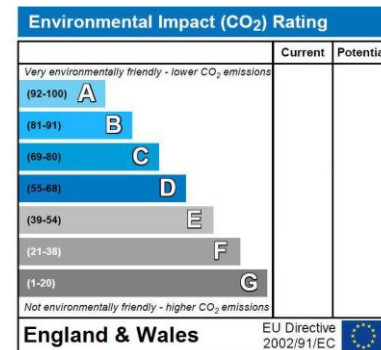 Environmental Impact (CO₂) Rating
Current Potentia
Very environmentally friendly - lower CO₂ emissions
(92-100) A
(81-91) B
(69-80) C
(55-68) D
(39-54) E
(21-38) F
(1-20) G
Not environmentally friendly - higher CO₂ emissions
England & Wales
EU Directive
2002/91/EC